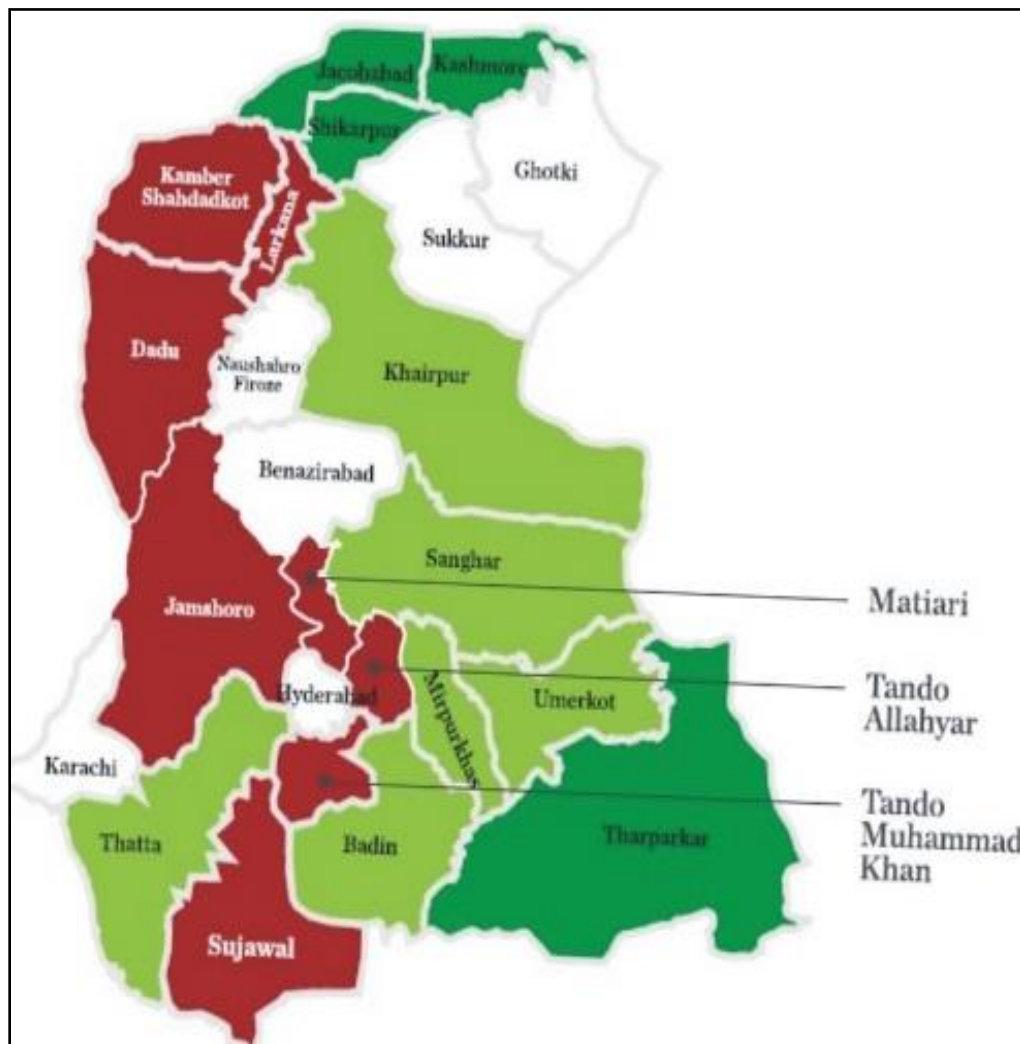 Jacobabad
Kashmore
Shikarpur
Ghotki
Kamber
Shahdadkot
Larkana
Sukkur
Dadu
Naushahro
Firoze
Khairpur
Benazirabad
Sanghar
Jamshoro
Matiari
Hyderabad
Mirpurkhas
Umerkot
Tando
Allahyar
Karachi
Thatta
Badin
Tharparkar
Tando
Muhammad
Khan
Sujawal